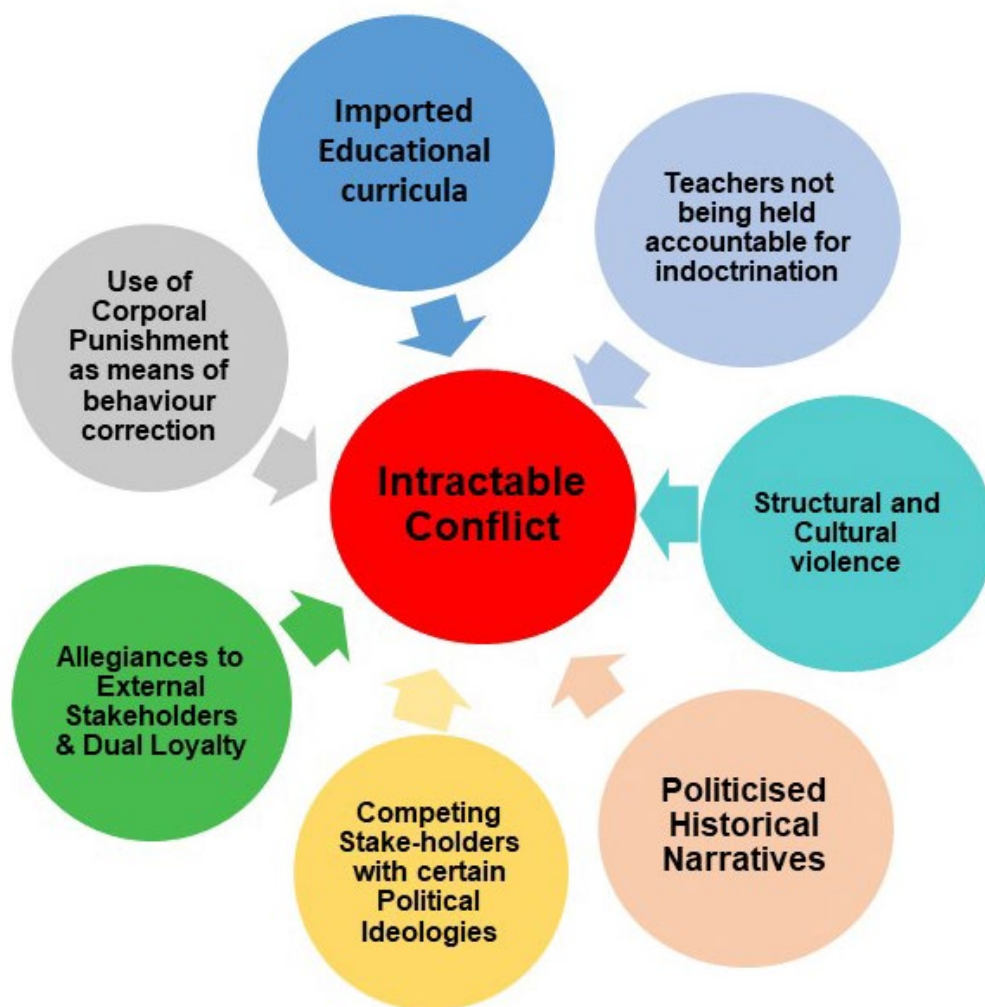 Imported
Educational
curricula
Teachers not
being held
accountable for
indoctrination
Structural and
Cultural
violence
Politicised
Historical
Narratives
Competing
Stake-holders
with certain
Political
Ideologies
Allegiances to
External
Stakeholders
& Dual Loyalty
Use of
Corporal
Punishment
as means of
behaviour
correction
Intractable
Conflict